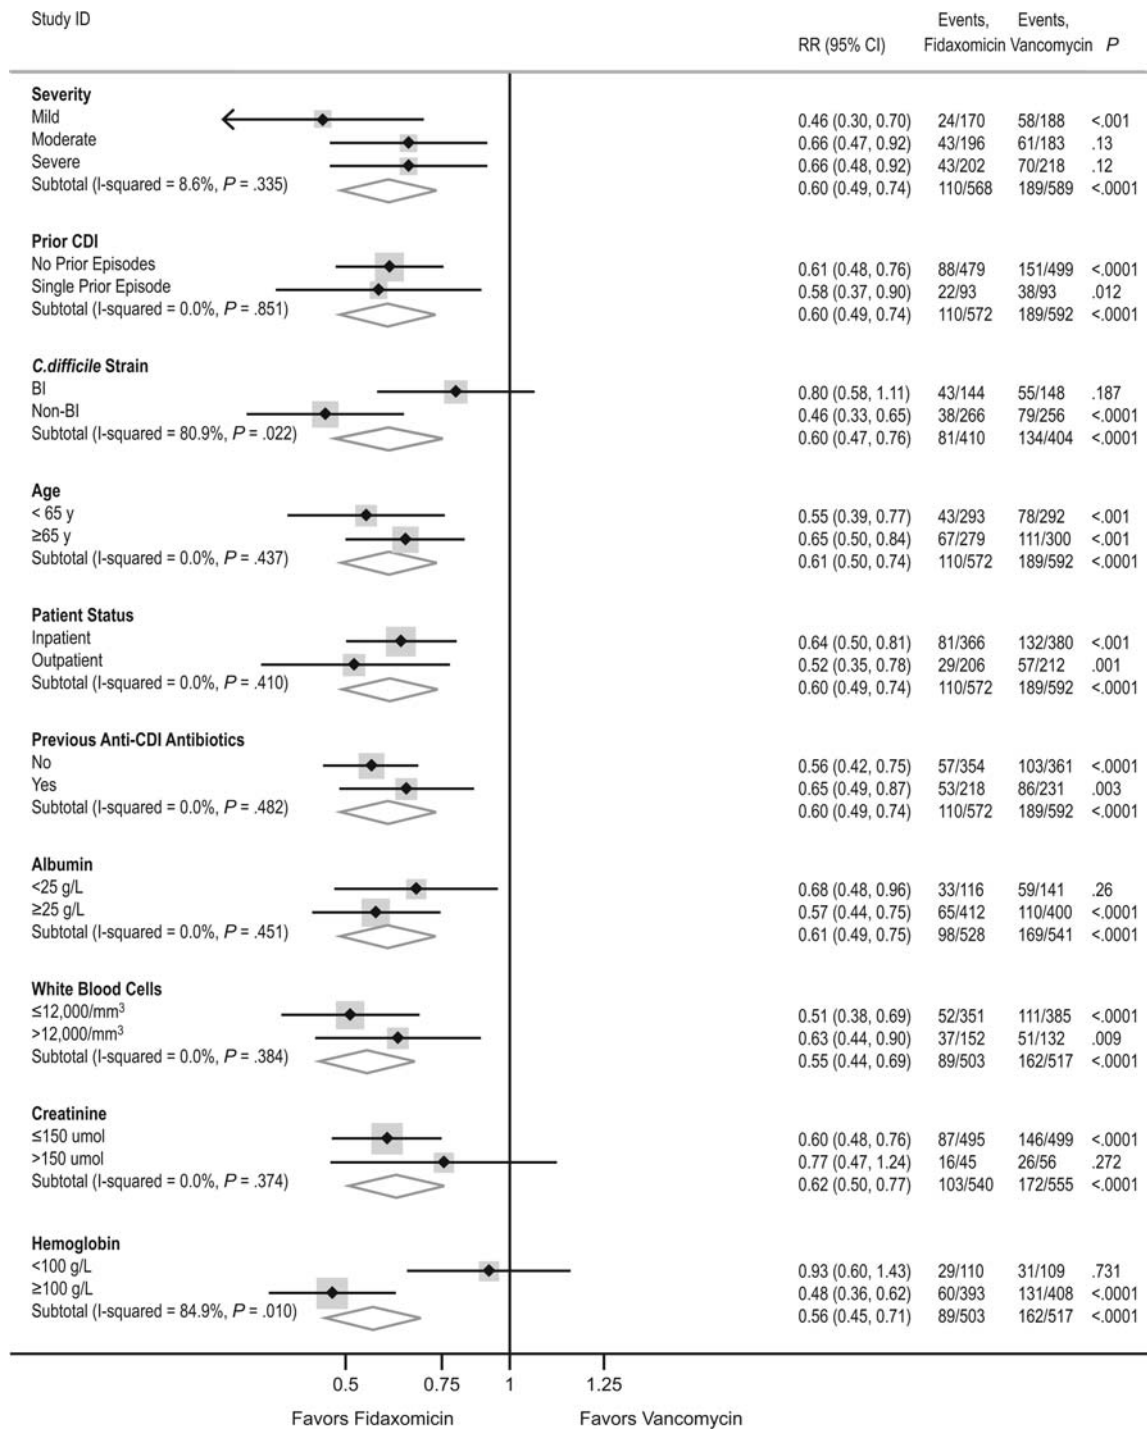 Study ID
Events, Events,
RR (95% CI) Fidaxomicin Vancomycin P
Severity
Mild 0.46 (0.30, 0.70) 24/170 58/188 <.001
Moderate 0.66 (0.47, 0.92) 43/196 61/183 .13
Severe 0.66 (0.48, 0.92) 43/202 70/218 .12
Subtotal (I-squared = 8.6%, P = .335) 0.60 (0.49, 0.74) 110/568 189/589 <.0001
Prior CDI
No Prior Episodes 0.61 (0.48, 0.76) 88/479 151/499 <.0001
Single Prior Episode 0.58 (0.37, 0.90) 22/93 38/93 .012
Subtotal (I-squared = 0.0%, P = .851) 0.60 (0.49, 0.74) 110/572 189/592 <.0001
C.difficile Strain
BI 0.80 (0.58, 1.11) 43/144 55/148 .187
Non-BI 0.46 (0.33, 0.65) 38/266 79/256 <.0001
Subtotal (I-squared = 80.9%, P = .022) 0.60 (0.47, 0.76) 81/410 134/404 <.0001
Age
< 65 y 0.55 (0.39, 0.77) 43/293 78/292 <.001
≥65 y 0.65 (0.50, 0.84) 67/279 111/300 <.001
Subtotal (I-squared = 0.0%, P = .437) 0.61 (0.50, 0.74) 110/572 189/592 <.0001
Patient Status
Inpatient 0.64 (0.50, 0.81) 81/366 132/380 <.001
Outpatient 0.52 (0.35, 0.78) 29/206 57/212 .001
Subtotal (I-squared = 0.0%, P = .410) 0.60 (0.49, 0.74) 110/572 189/592 <.0001
Previous Anti-CDI Antibiotics
No 0.56 (0.42, 0.75) 57/354 103/361 <.0001
Yes 0.65 (0.49, 0.87) 53/218 86/231 .003
Subtotal (I-squared = 0.0%, P = .482) 0.60 (0.49, 0.74) 110/572 189/592 <.0001
Albumin
<25 g/L 0.68 (0.48, 0.96) 33/116 59/141 .26
≥25 g/L 0.57 (0.44, 0.75) 65/412 110/400 <.0001
Subtotal (I-squared = 0.0%, P = .451) 0.61 (0.49, 0.75) 98/528 169/541 <.0001
White Blood Cells
≤12,000/mm³ 0.51 (0.38, 0.69) 52/351 111/385 <.0001
>12,000/mm³ 0.63 (0.44, 0.90) 37/152 51/132 .009
Subtotal (I-squared = 0.0%, P = .384) 0.55 (0.44, 0.69) 89/503 162/517 <.0001
Creatinine
≤150 umol 0.60 (0.48, 0.76) 87/495 146/499 <.0001
>150 umol 0.77 (0.47, 1.24) 16/45 26/56 .272
Subtotal (I-squared = 0.0%, P = .374) 0.62 (0.50, 0.77) 103/540 172/555 <.0001
Hemoglobin
<100 g/L 0.93 (0.60, 1.43) 29/110 31/109 .731
≥100 g/L 0.48 (0.36, 0.62) 60/393 131/408 <.0001
Subtotal (I-squared = 84.9%, P = .010) 0.56 (0.45, 0.71) 89/503 162/517 <.0001
0.5 0.75 1 1.25
Favors Fidaxomicin Favors Vancomycin